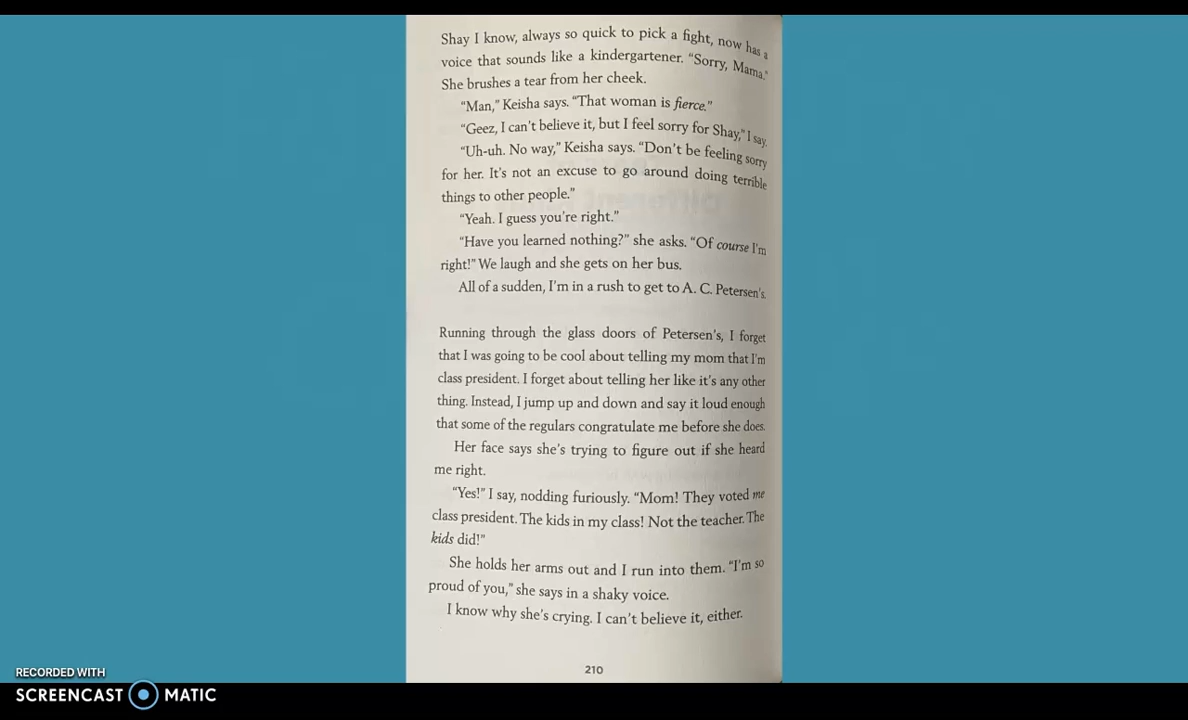 Shay I know, always so quick to pick a fight, now has a
voice that sounds like a kindergartener. “Sorry, Mama.”
She brushes a tear from her cheek.
“Man,” Keisha says. “That woman is fierce.”
“Geez, I can’t believe it, but I feel sorry for Shay,” I say.
“Uh-uh. No way,” Keisha says. “Don’t be feeling sorry
for her. It’s not an excuse to go around doing terrible
things to other people.”
“Yeah. I guess you’re right.”
“Have you learned nothing?” she asks. “Of course I’m
right!” We laugh and she gets on her bus.
All of a sudden, I’m in a rush to get to A. C. Petersen’s.
Running through the glass doors of Petersen’s, I forget
that I was going to be cool about telling my mom that I’m
class president. I forget about telling her like it’s any other
thing. Instead, I jump up and down and say it loud enough
that some of the regulars congratulate me before she does.
Her face says she’s trying to figure out if she heard
me right.
“Yes!” I say, nodding furiously. “Mom! They voted me
class president. The kids in my class! Not the teacher. The
kids did!”
She holds her arms out and I run into them. “I’m so
proud of you,” she says in a shaky voice.
I know why she’s crying. I can’t believe it, either.
210
RECORDED WITH
SCREENCAST MATIC